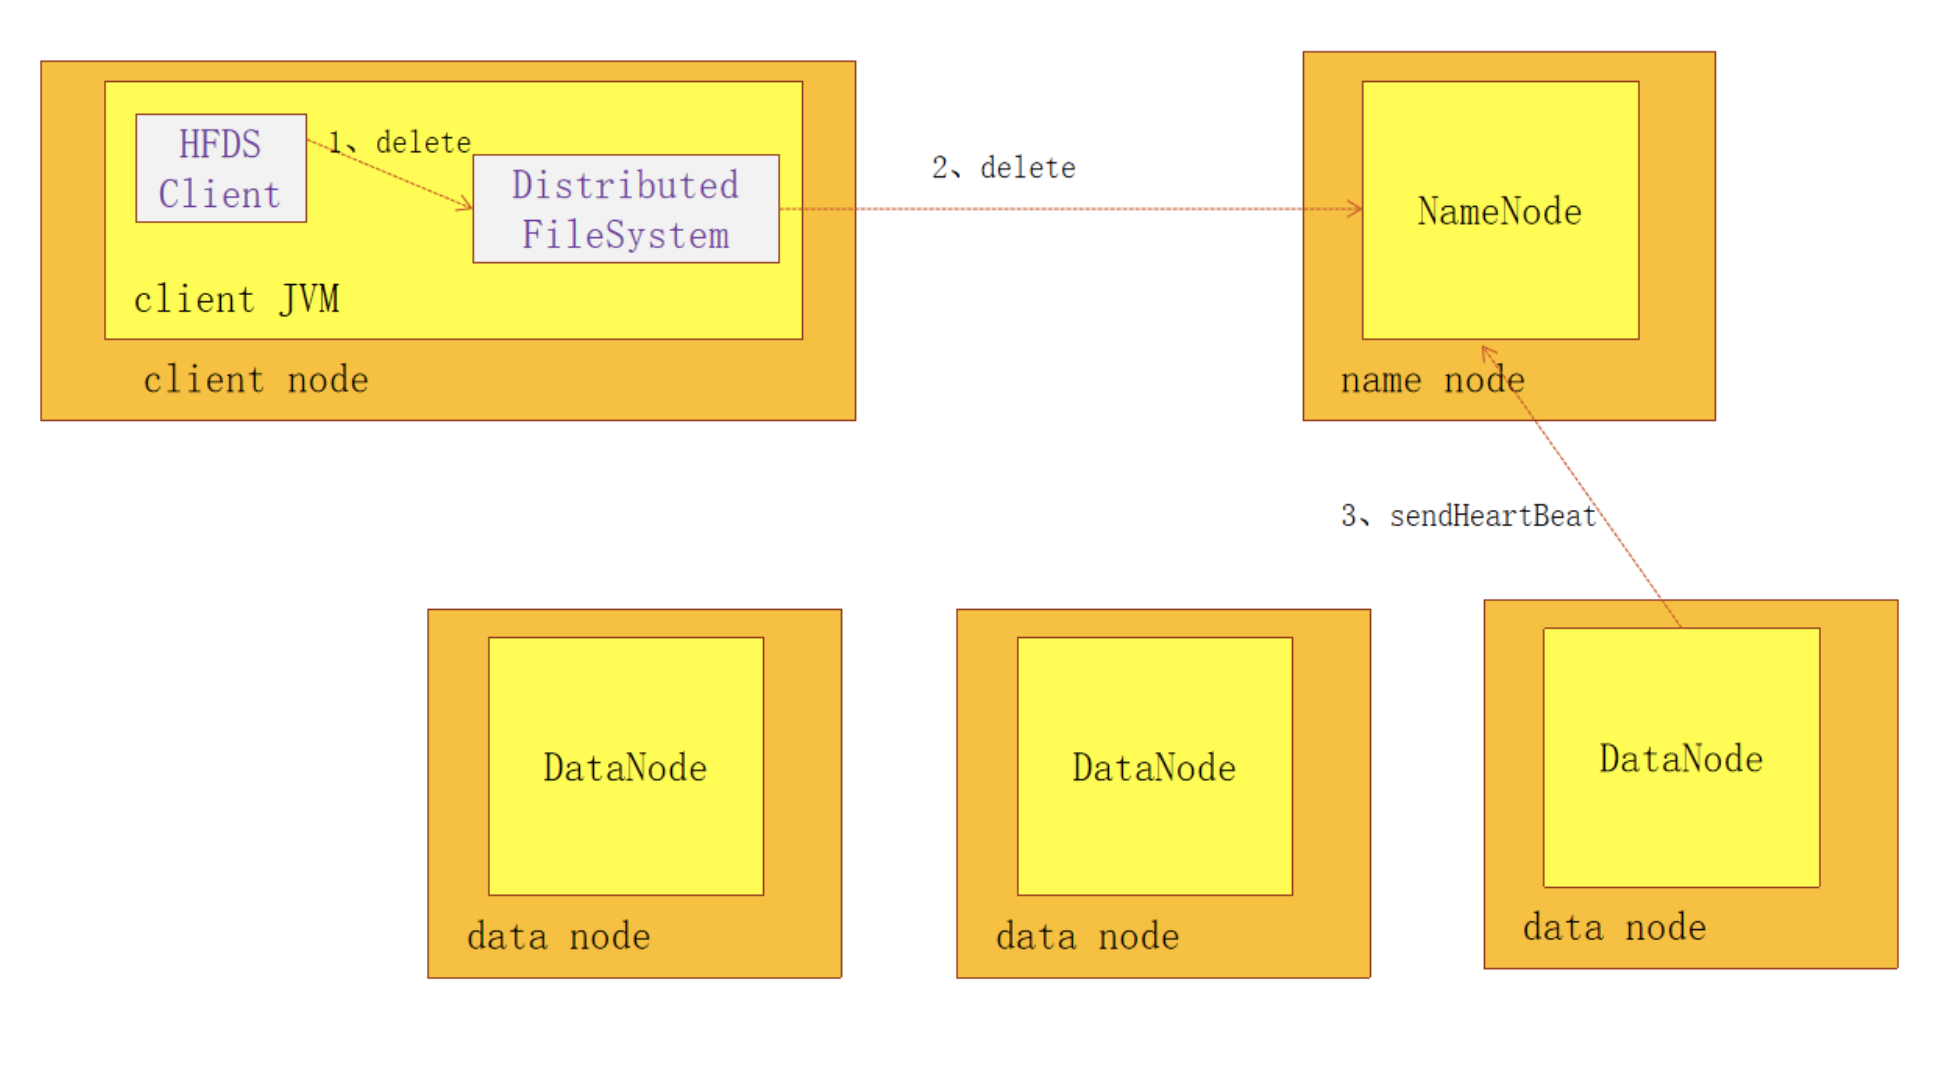 HFDS
Client
1、delete
Distributed
FileSystem
client JVM
client node
2、delete
NameNode
name node
3、sendHeartBeat
DataNode
data node
DataNode
data node
DataNode
data node